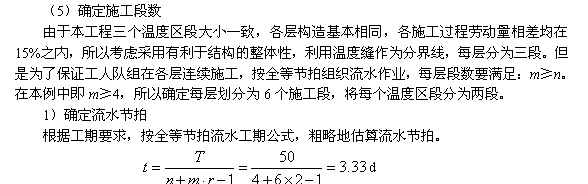 （5）确定施工段数
由于本工程三个温度区段大小一致，各层构造基本相同，各施工过程劳动量相差均在
15%之内，所以考虑采用有利于结构的整体性，利用温度缝作为分界线，每层分为三段。但
是为了保证工人队组在各层连续施工，按全等节拍组织流水作业，每层段数要满足：m≥n。
在本例中即 m≥4，所以确定每层划分为 6 个施工段，将每个温度区段分为两段。
1）确定流水节拍
根据工期要求，按全等节拍流水工期公式，粗略地估算流水节拍。
t = T/(n+m·r−1) = 50/(4+6×2−1) = 3.33 d